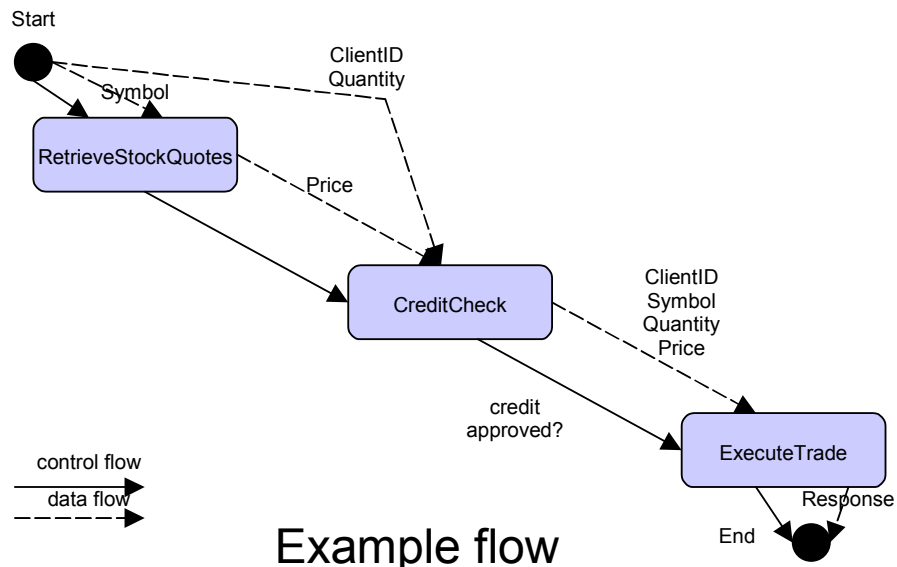 Start
ClientID
Quantity
Symbol
RetrieveStockQuotes
Price
CreditCheck
ClientID
Symbol
Quantity
Price
credit
approved?
ExecuteTrade
control flow
data flow
Response
End
Example flow